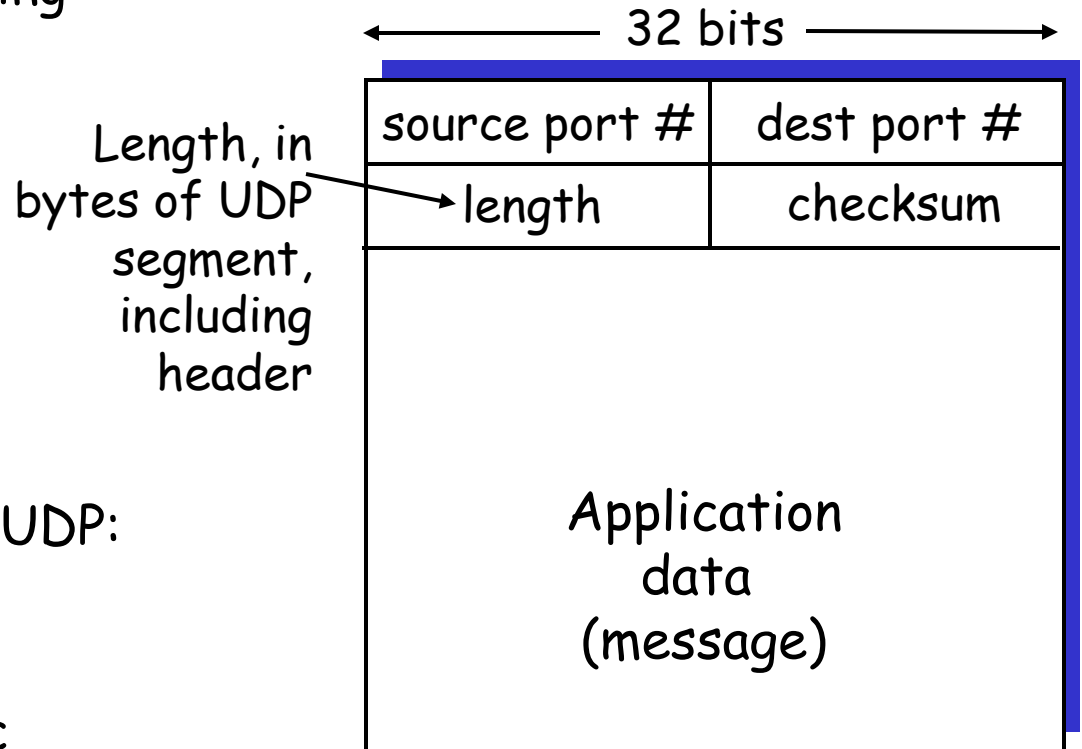 32 bits
source port # dest port #
Length, in
bytes of UDP
segment,
including
header
length checksum
UDP:
Application
data
(message)